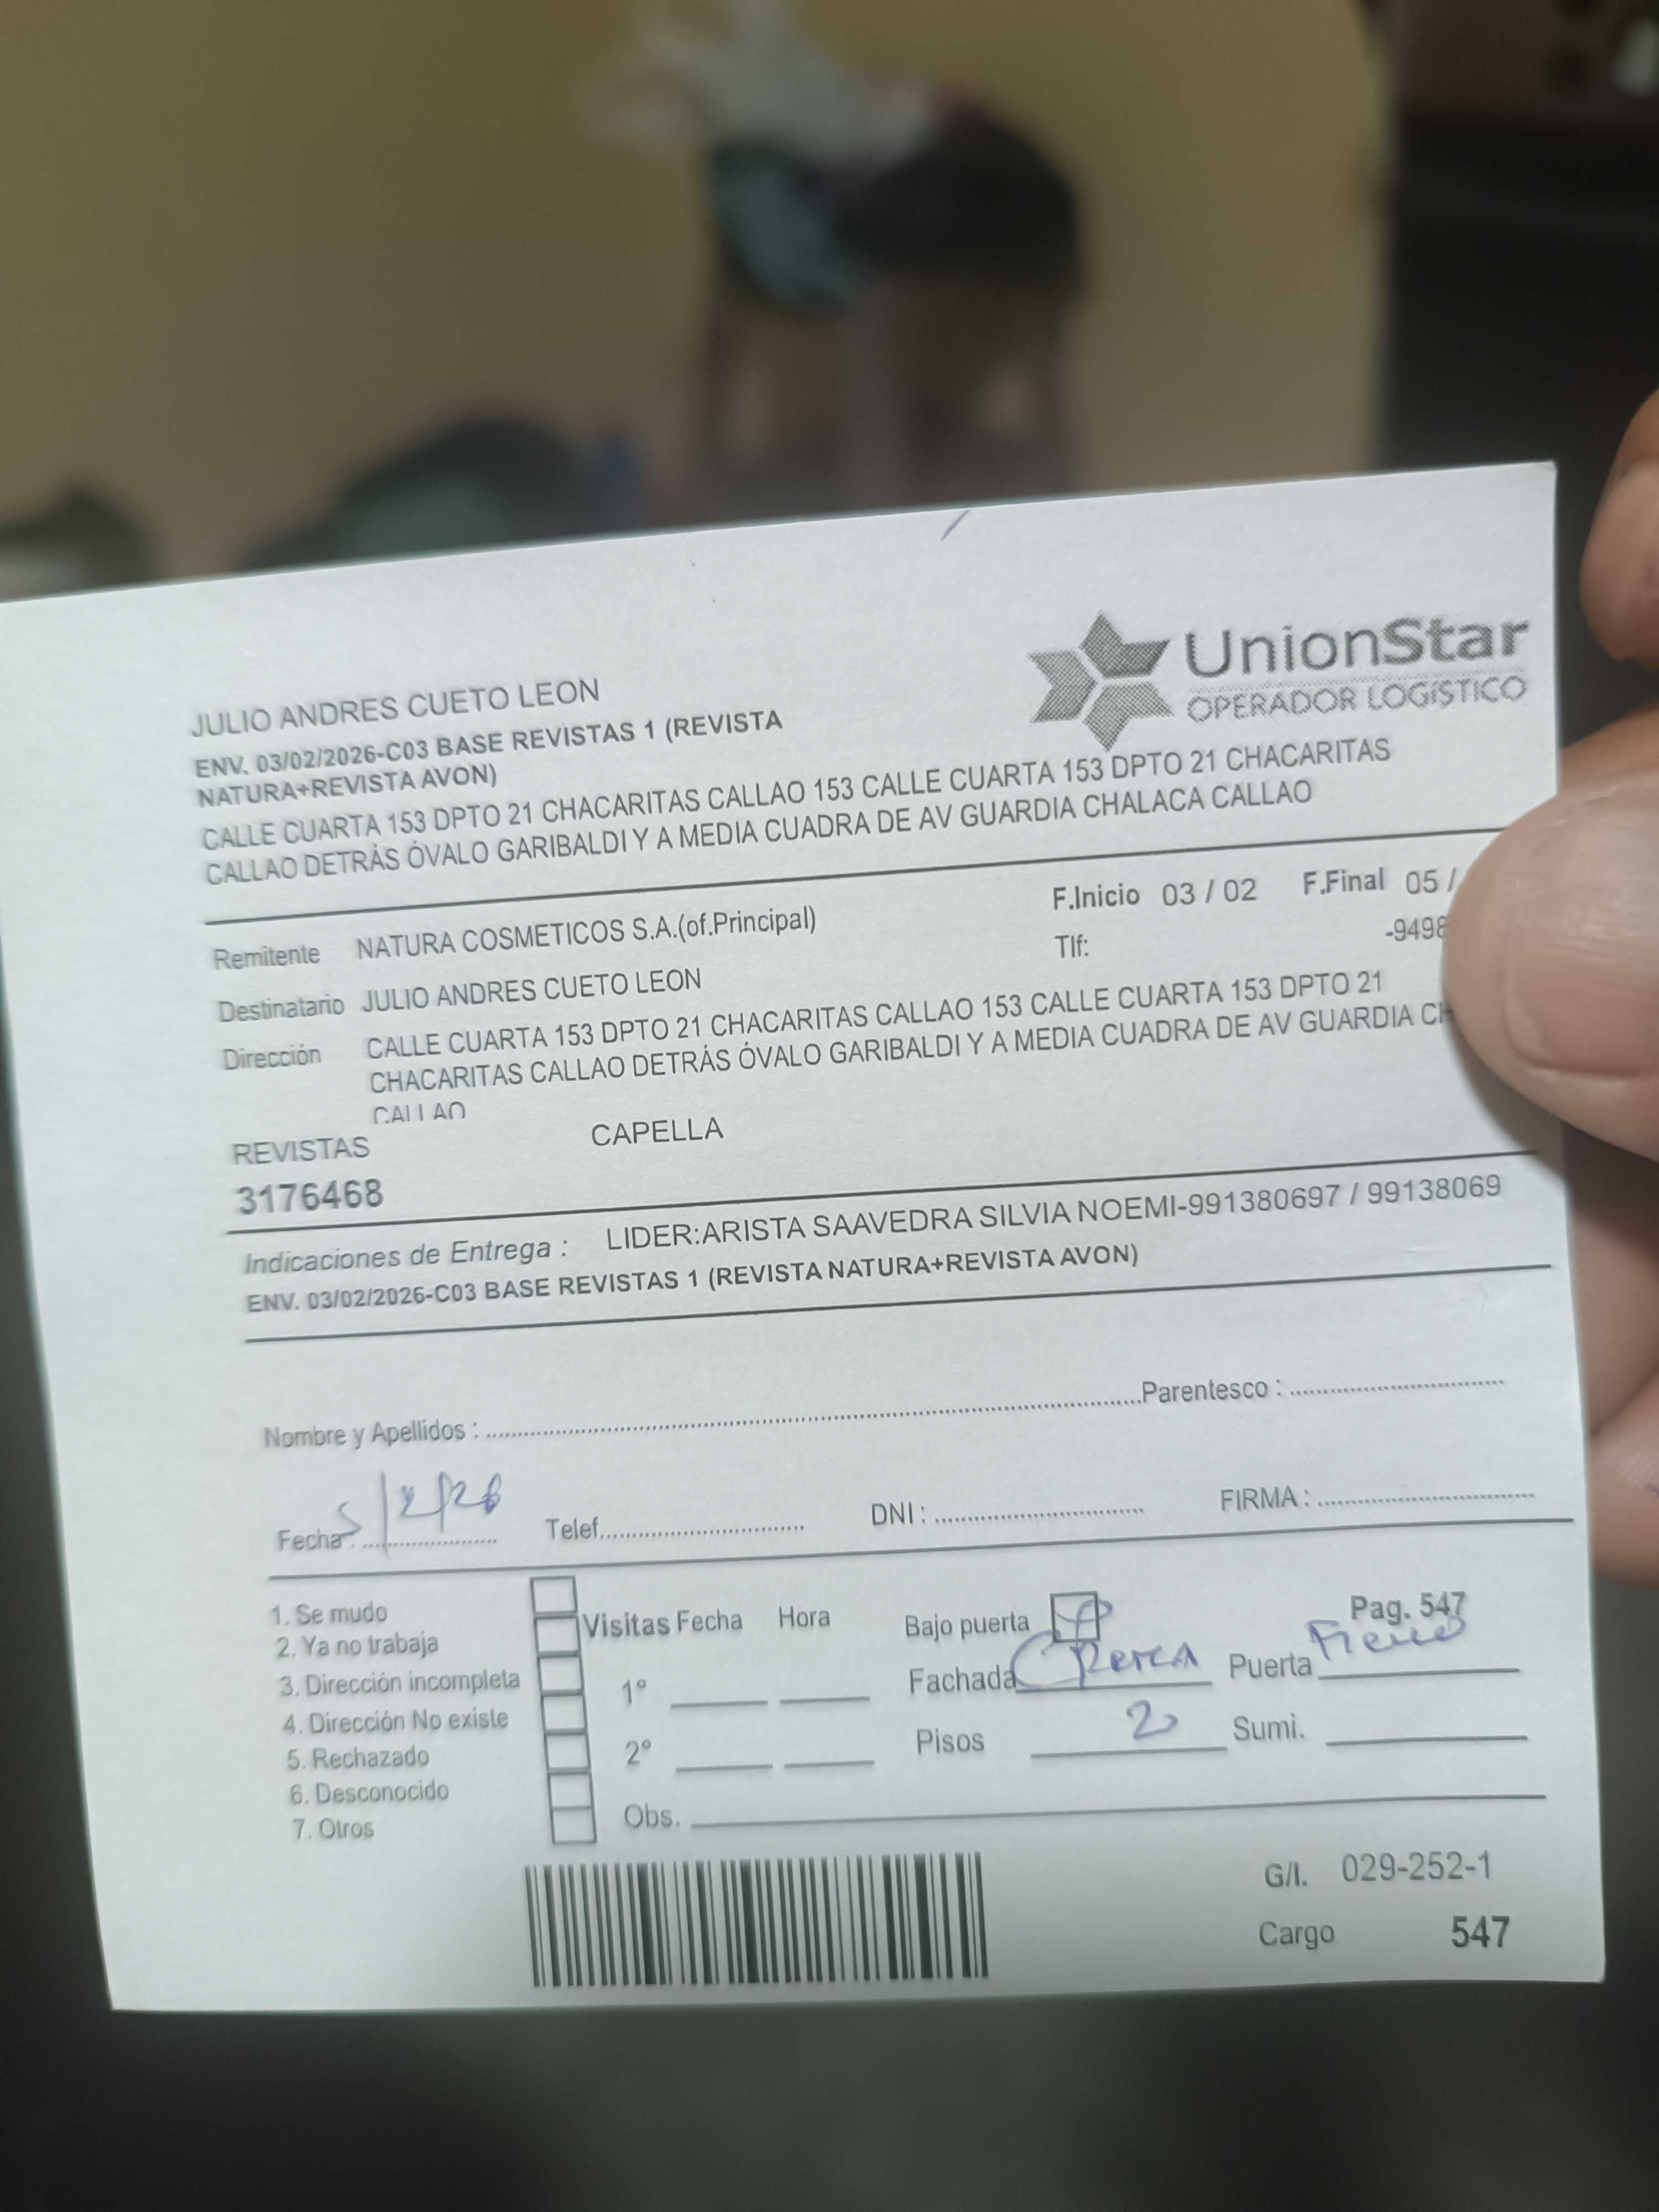 UnionStar
OPERADOR LOGÍSTICO
JULIO ANDRES CUETO LEON
ENV. 03/02/2026-C03 BASE REVISTAS 1 (REVISTA
NATURA+REVISTA AVON)
CALLE CUARTA 153 DPTO 21 CHACARITAS CALLAO 153 CALLE CUARTA 153 DPTO 21 CHACARITAS
CALLAO DETRÁS ÓVALO GARIBALDI Y A MEDIA CUADRA DE AV GUARDIA CHALACA CALLAO
F.Inicio 03 / 02 F.Final 05 /
Remitente NATURA COSMETICOS S.A.(of.Principal)
Tlf: -9498
Destinatario JULIO ANDRES CUETO LEON
Dirección CALLE CUARTA 153 DPTO 21 CHACARITAS CALLAO 153 CALLE CUARTA 153 DPTO 21
CHACARITAS CALLAO DETRÁS ÓVALO GARIBALDI Y A MEDIA CUADRA DE AV GUARDIA CH
CALLAO
REVISTAS CAPELLA
3176468
Indicaciones de Entrega : LIDER:ARISTA SAAVEDRA SILVIA NOEMI-991380697 / 99138069
ENV. 03/02/2026-C03 BASE REVISTAS 1 (REVISTA NATURA+REVISTA AVON)
Nombre y Apellidos : Parentesco :
Fecha : 5/2/26 Telef. DNI : FIRMA :
1. Se mudo
2. Ya no trabaja
3. Dirección incompleta
4. Dirección No existe
5. Rechazado
6. Desconocido
7. Otros
Visitas Fecha Hora
1°
2°
Obs.
Bajo puerta Pag. 547
Fachada Puerta
Pisos 2 Sumi.
G/I. 029-252-1
Cargo 547